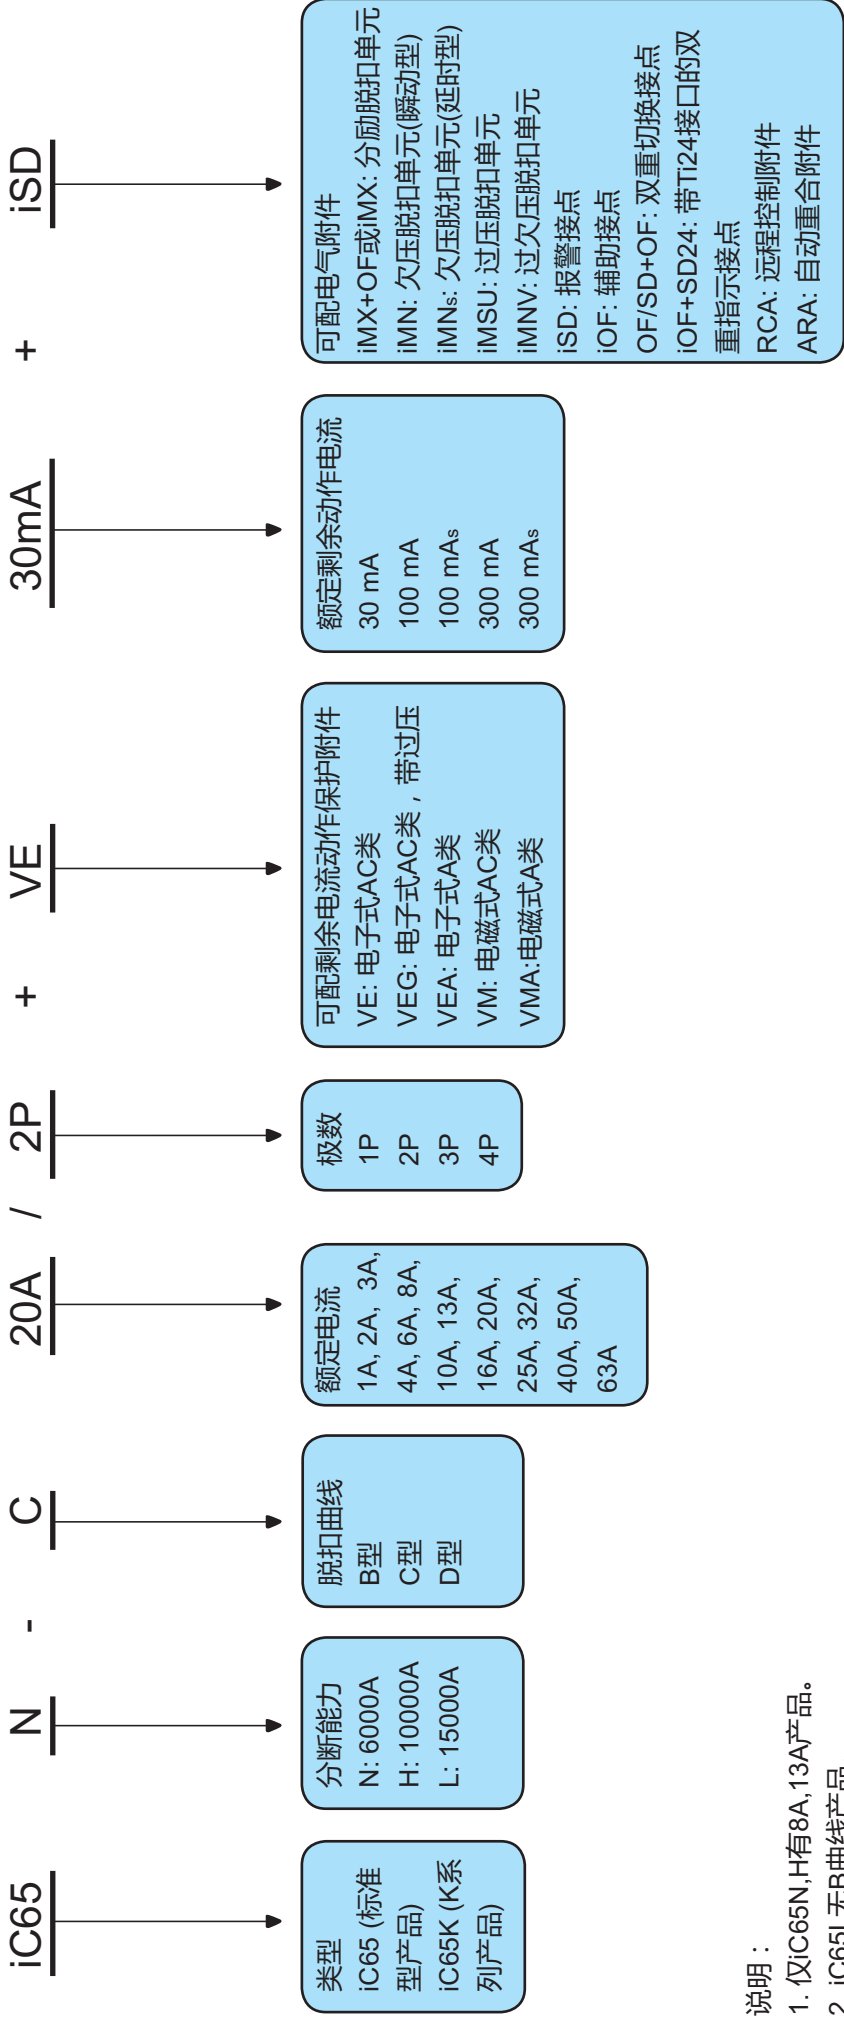 iC65 N - C 20A / 2P + VE 30mA + iSD
类型
iC65 (标准
型产品)
iC65K (K系
列产品)
分断能力
N: 6000A
H: 10000A
L: 15000A
脱扣曲线
B型
C型
D型
额定电流
1A, 2A, 3A,
4A, 6A, 8A,
10A, 13A,
16A, 20A,
25A, 32A,
40A, 50A,
63A
极数
1P
2P
3P
4P
可配剩余电流动作保护附件
VE: 电子式AC类
VEG: 电子式AC类，带过压
VEA: 电子式A类
VM: 电磁式AC类
VMA:电磁式A类
额定剩余动作电流
30 mA
100 mA
100 mAs
300 mA
300 mAs
可配电气附件
iMX+OF或iMX: 分励脱扣单元
iMN: 欠压脱扣单元(瞬动型)
iMNs: 欠压脱扣单元(延时型)
iMSU: 过压脱扣单元
iMNV: 过欠压脱扣单元
iSD: 报警接点
iOF: 辅助接点
OF/SD+OF: 双重切换接点
iOF+SD24: 带Ti24接口的双
重指示接点
RCA: 远程控制附件
ARA: 自动重合附件
说明：
1. 仅iC65N,H有8A,13A产品。
2. iC65L无B曲线产品